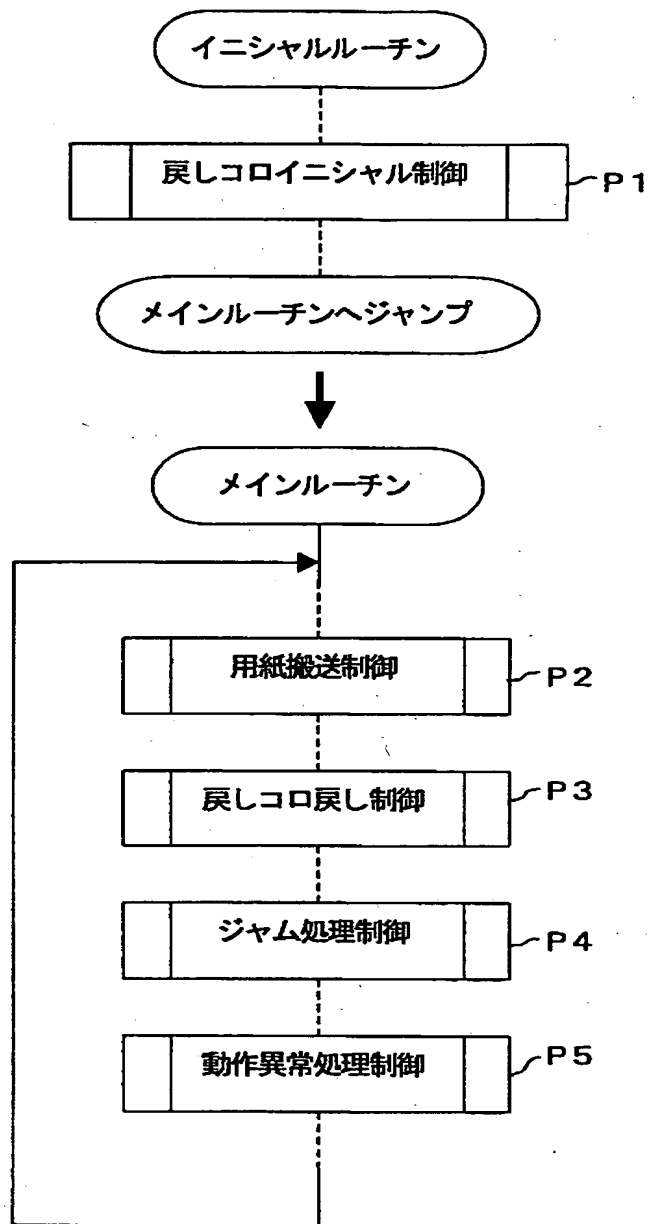 イニシャルルーチン
戻しコロイニシャル制御
P1
メインルーチンへジャンプ
メインルーチン
用紙搬送制御
P2
戻しコロ戻し制御
P3
ジャム処理制御
P4
動作異常処理制御
P5